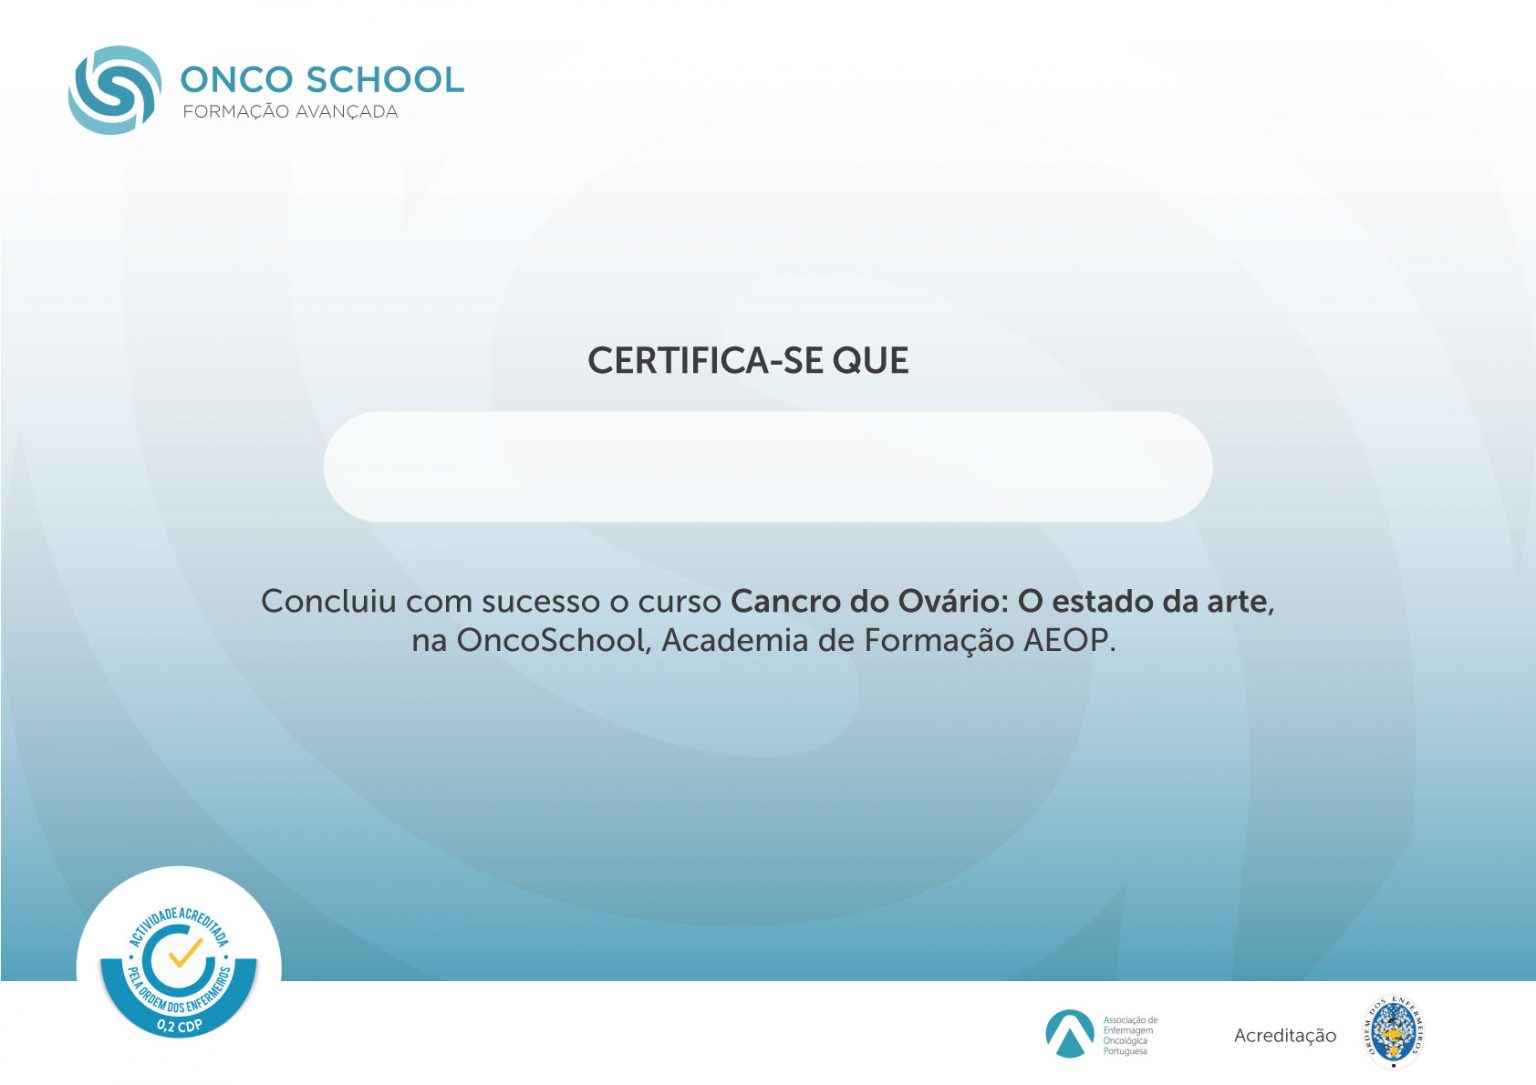 ONCO SCHOOL
FORMAÇÃO AVANÇADA
CERTIFICA-SE QUE
Concluiu com sucesso o curso Cancro do Ovário: O estado da arte,
na OncoSchool, Academia de Formação AEOP.
ACTIVIDADE ACREDITADA
PELA ORDEM DOS ENFERMEIROS
0,2 CDP
Associação de
Enfermagem
Oncológica
Portuguesa
Acreditação
ORDEM DOS ENFERMEIROS